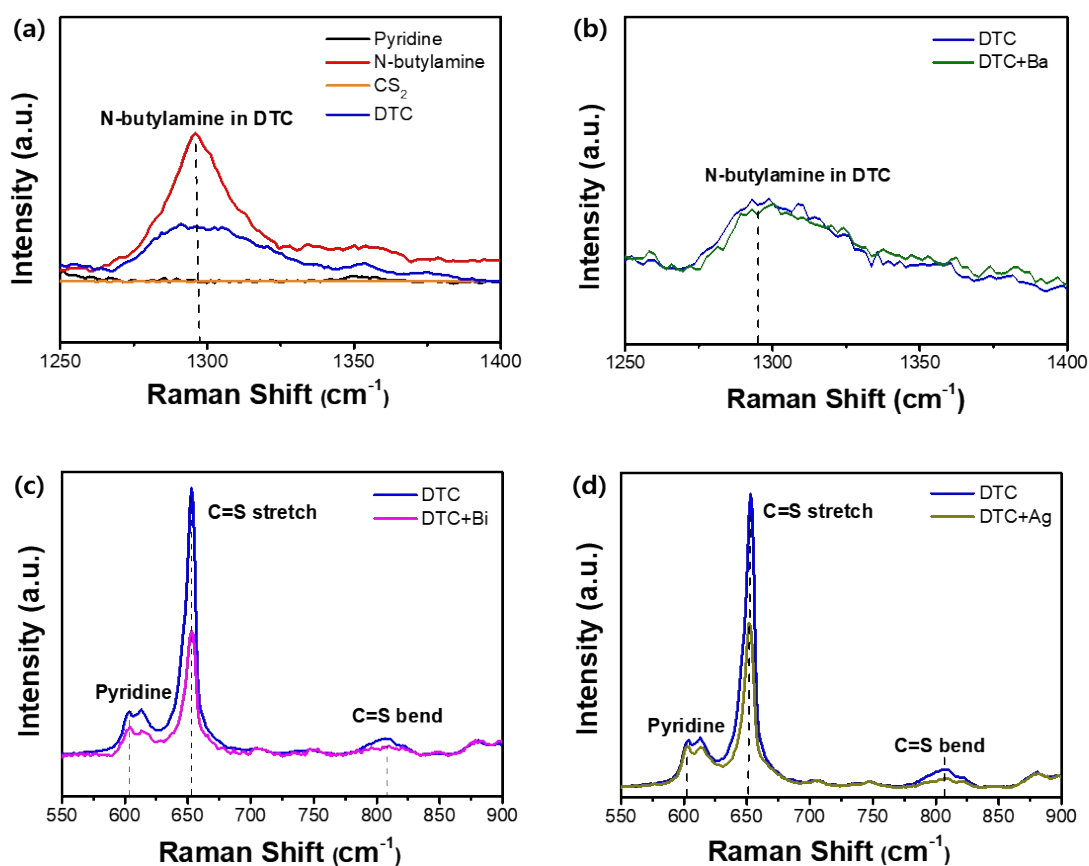 (a)
Pyridine
N-butylamine
CS2
DTC
N-butylamine in DTC
Intensity (a.u.)
1250 1300 1350 1400
Raman Shift (cm-1)
(b)
DTC
DTC+Ba
N-butylamine in DTC
Intensity (a.u.)
1250 1300 1350 1400
Raman Shift (cm-1)
(c)
DTC
DTC+Bi
C=S stretch
Pyridine
C=S bend
Intensity (a.u.)
550 600 650 700 750 800 850 900
Raman Shift (cm-1)
(d)
DTC
DTC+Ag
C=S stretch
Pyridine
C=S bend
Intensity (a.u.)
550 600 650 700 750 800 850 900
Raman Shift (cm-1)